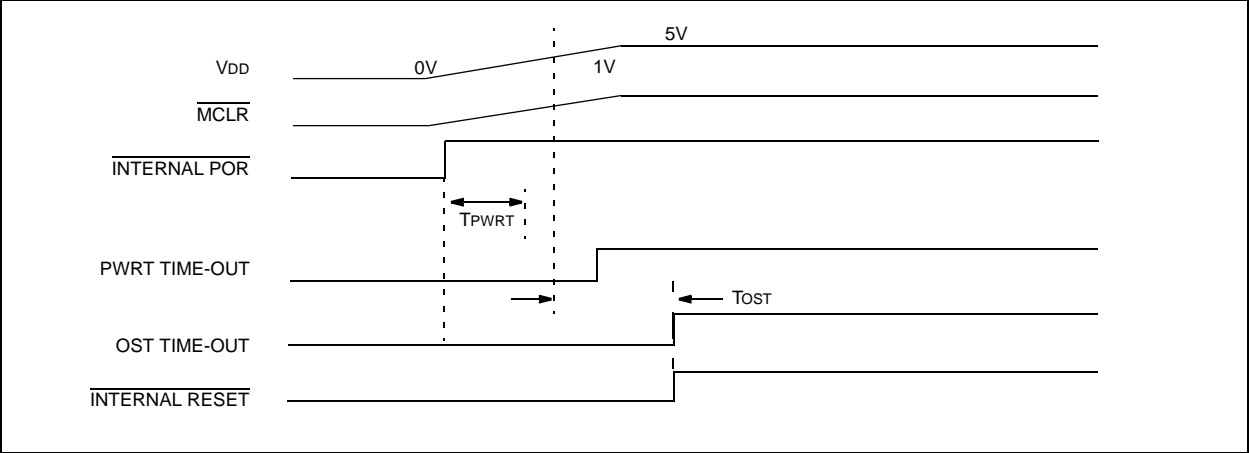 5V
VDD 0V 1V
MCLR
INTERNAL POR
TPWRT
PWRT TIME-OUT
TOST
OST TIME-OUT
INTERNAL RESET